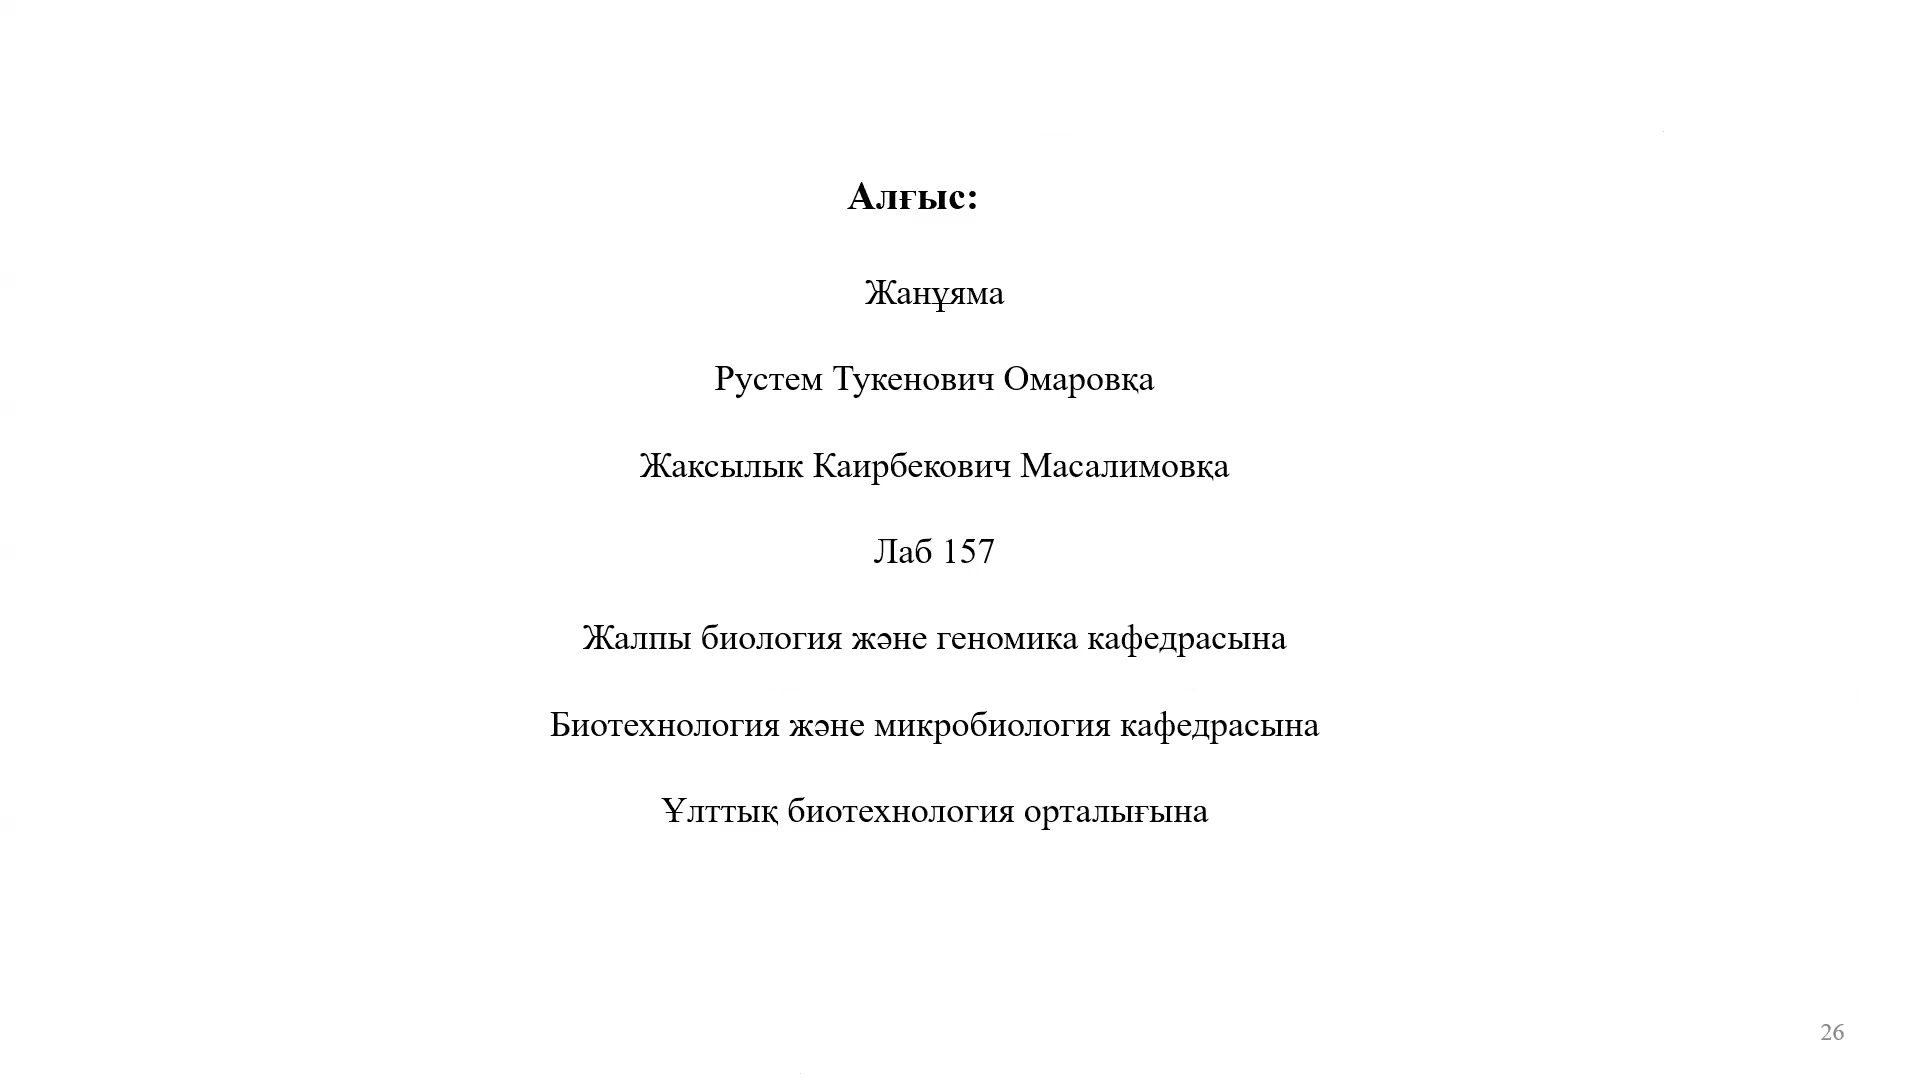 Алғыс:
Жанұяма
Рустем Тукенович Омаровқа
Жаксылык Каирбекович Масалимовқа
Лаб 157
Жалпы биология және геномика кафедрасына
Биотехнология және микробиология кафедрасына
Ұлттық биотехнология орталығына
26